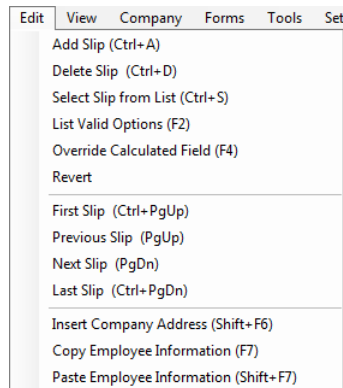 Edit View Company Forms Tools Set
Add Slip (Ctrl+A)
Delete Slip (Ctrl+D)
Select Slip from List (Ctrl+S)
List Valid Options (F2)
Override Calculated Field (F4)
Revert
First Slip (Ctrl+PgUp)
Previous Slip (PgUp)
Next Slip (PgDn)
Last Slip (Ctrl+PgDn)
Insert Company Address (Shift+F6)
Copy Employee Information (F7)
Paste Employee Information (Shift+F7)